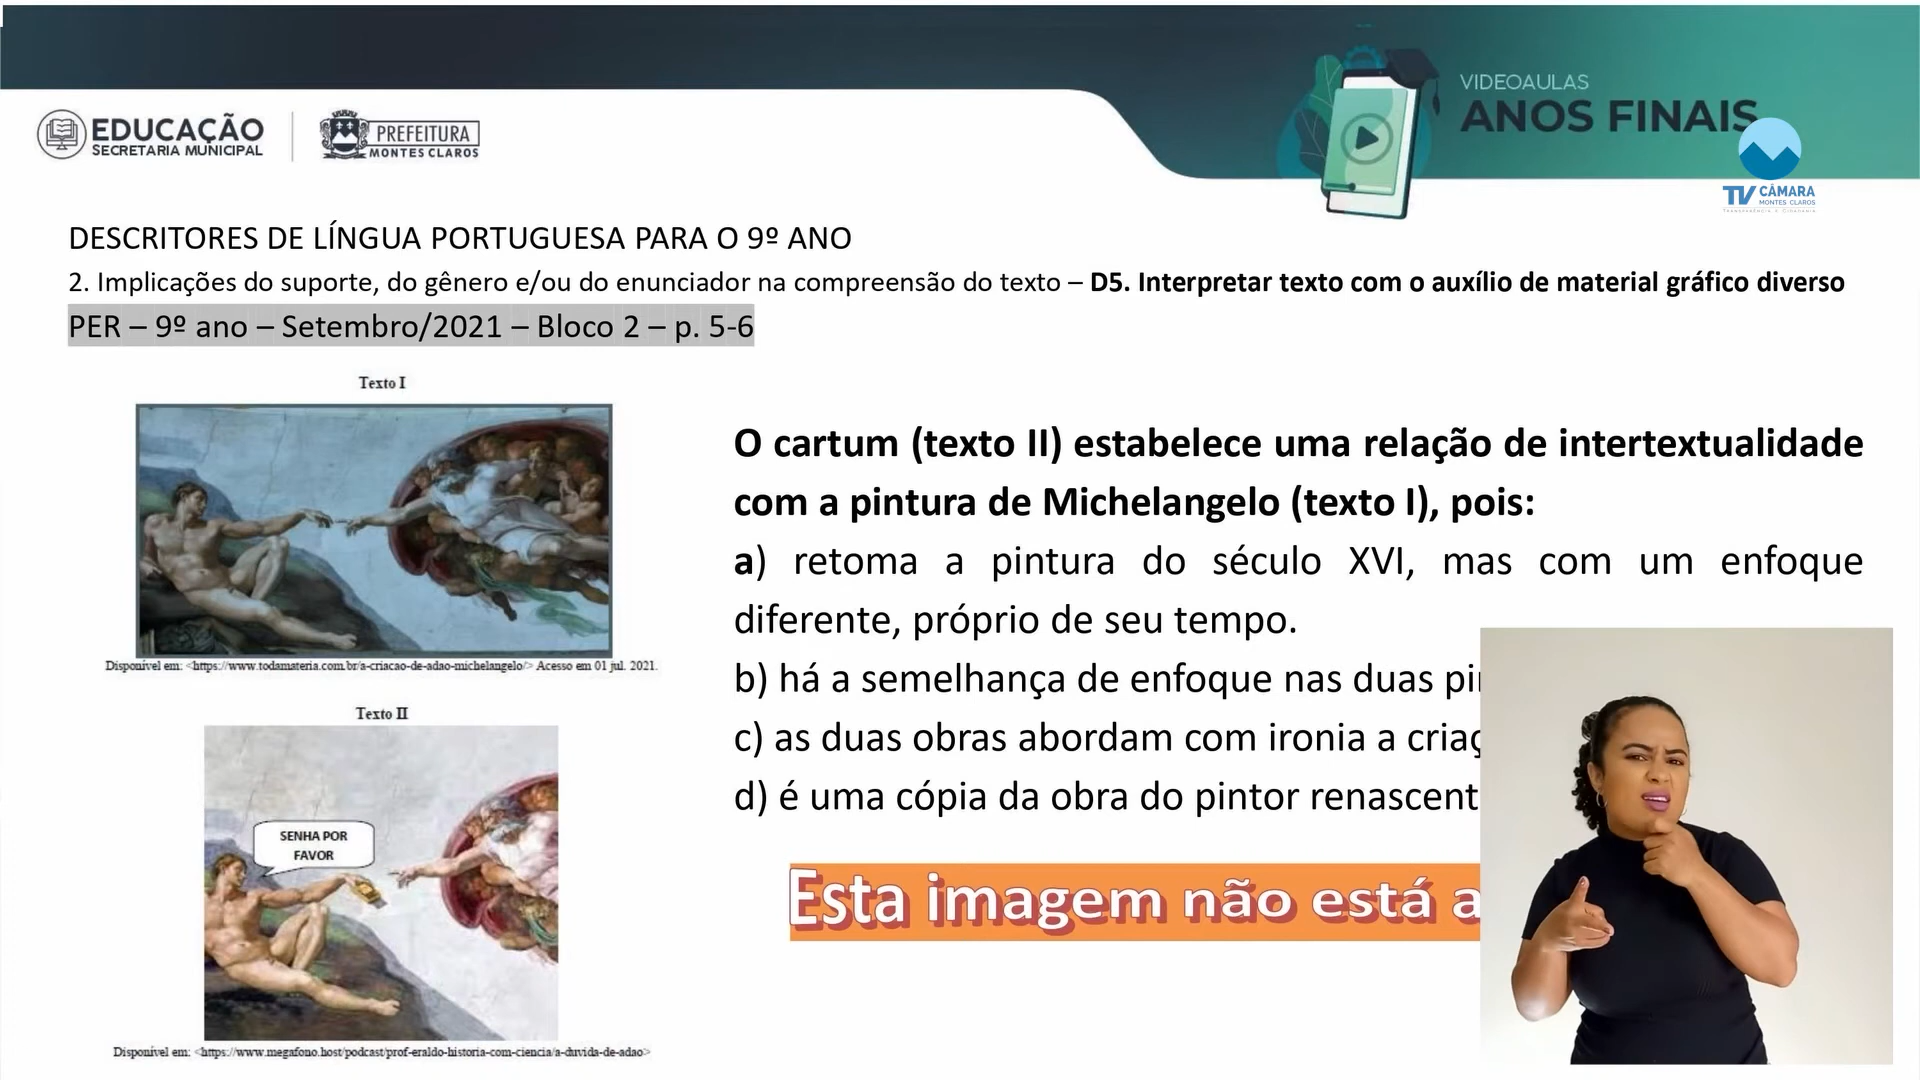 VIDEOAULAS
ANOS FINAIS
EDUCAÇÃO
SECRETARIA MUNICIPAL
PREFEITURA
MONTES CLAROS
TV CÂMARA
MONTES CLAROS
DESCRITORES DE LÍNGUA PORTUGUESA PARA O 9º ANO
2. Implicações do suporte, do gênero e/ou do enunciador na compreensão do texto – D5. Interpretar texto com o auxílio de material gráfico diverso
PER – 9º ano – Setembro/2021 – Bloco 2 – p. 5-6
Texto I
Disponível em: <https://www.todamateria.com.br/a-criacao-de-adao-michelangelo/> Acesso em 01 jul. 2021.
Texto II
SENHA POR
FAVOR
Disponível em: <https://www.megafono.host/podcast/prof-eraldo-historia-com-ciencia/a-duvida-de-adao>
O cartum (texto II) estabelece uma relação de intertextualidade
com a pintura de Michelangelo (texto I), pois:
a) retoma a pintura do século XVI, mas com um enfoque
diferente, próprio de seu tempo.
b) há a semelhança de enfoque nas duas
c) as duas obras abordam com ironia a
d) é uma cópia da obra do pintor
Esta imagem não está